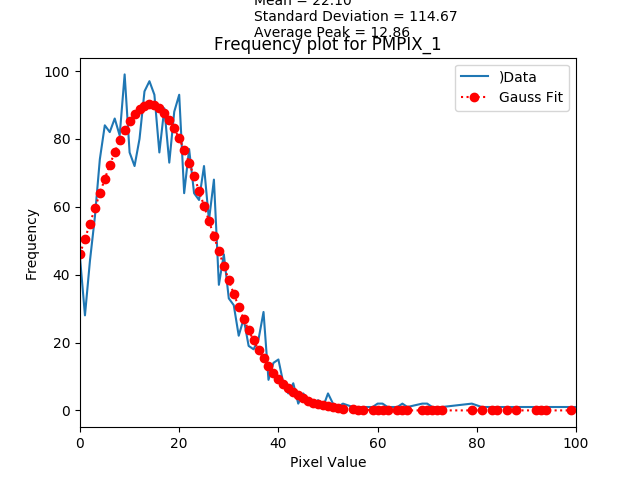 Mean = 22.10
Standard Deviation = 114.67
Average Peak = 12.86
Frequency plot for PMPIX_1
)Data
Gauss Fit
100
80
60
40
20
0
Frequency
0 20 40 60 80 100
Pixel Value